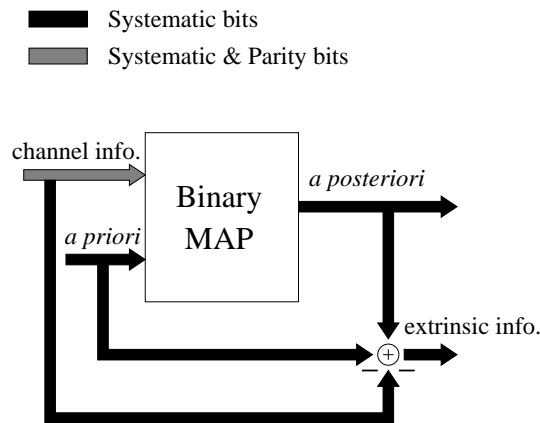 Systematic bits
Systematic & Parity bits
channel info.
a priori
Binary
MAP
a posteriori
extrinsic info.
+
− −